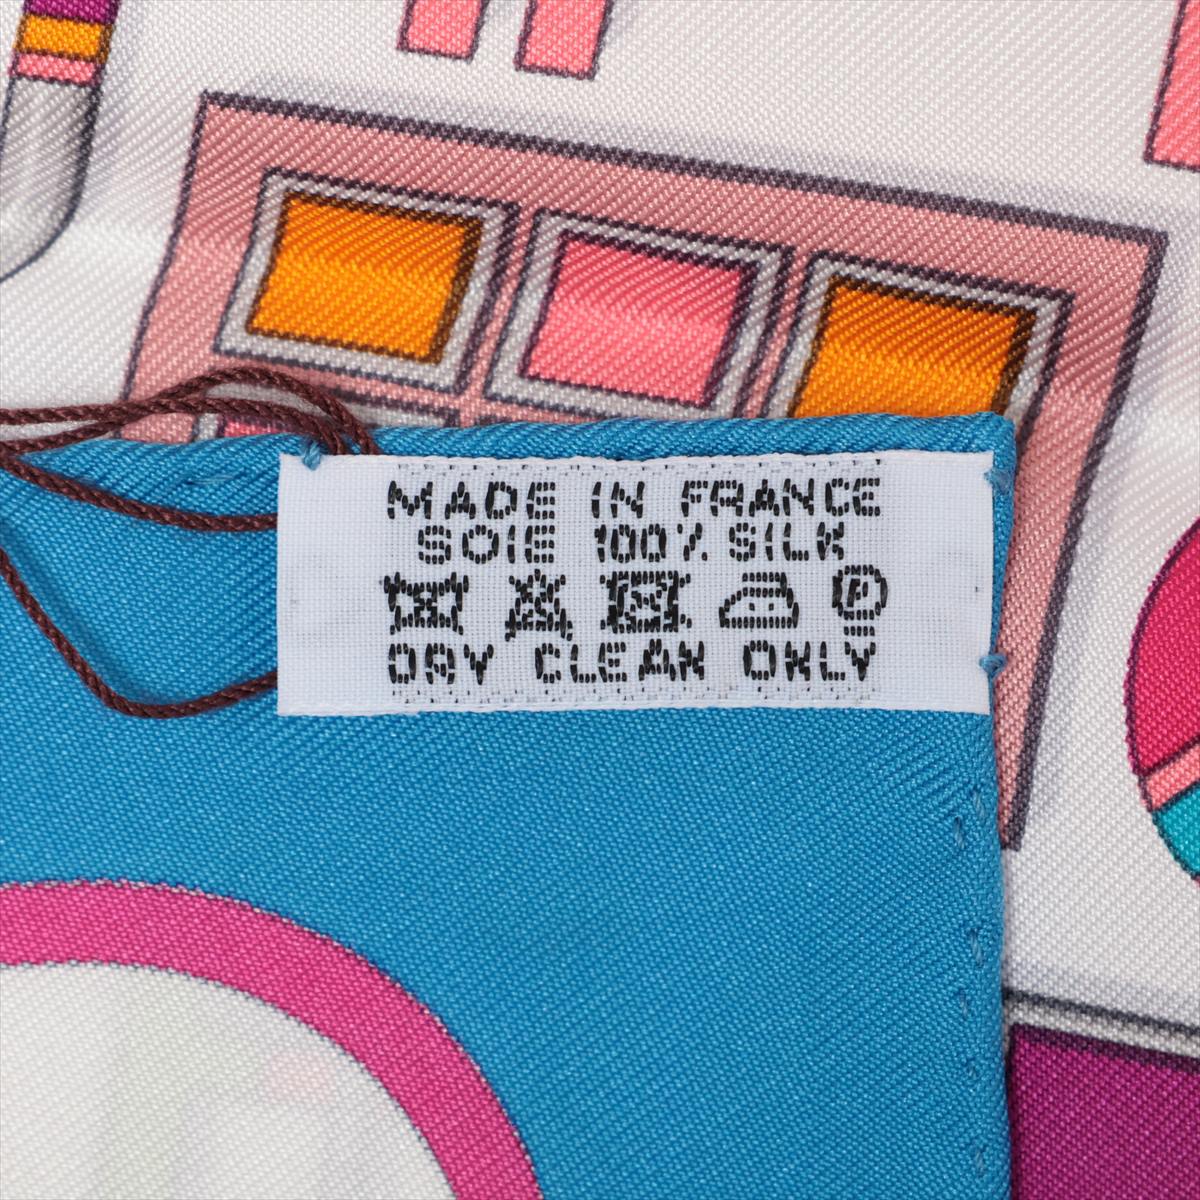 MADE IN FRANCE
SOIE 100% SILK
P
DRY CLEAN ONLY